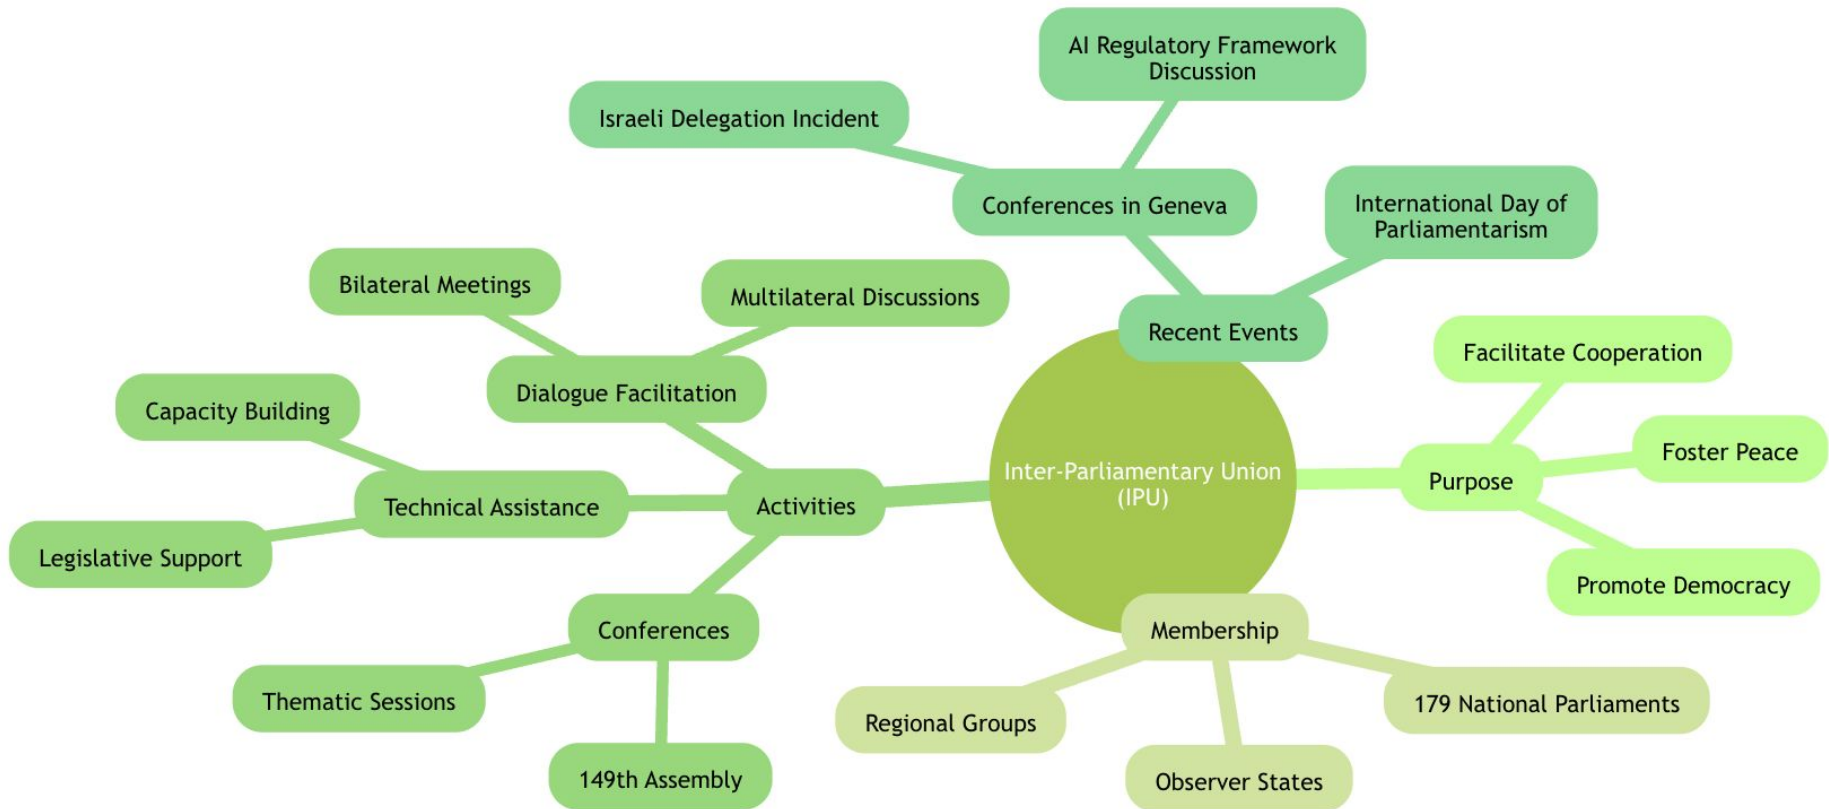 AI Regulatory Framework
Discussion
Israeli Delegation Incident
Conferences in Geneva
International Day of
Parliamentarism
Bilateral Meetings
Multilateral Discussions
Recent Events
Facilitate Cooperation
Dialogue Facilitation
Capacity Building
Foster Peace
Inter-Parliamentary Union
(IPU)
Purpose
Technical Assistance
Activities
Legislative Support
Promote Democracy
Conferences
Membership
Thematic Sessions
179 National Parliaments
Regional Groups
149th Assembly
Observer States